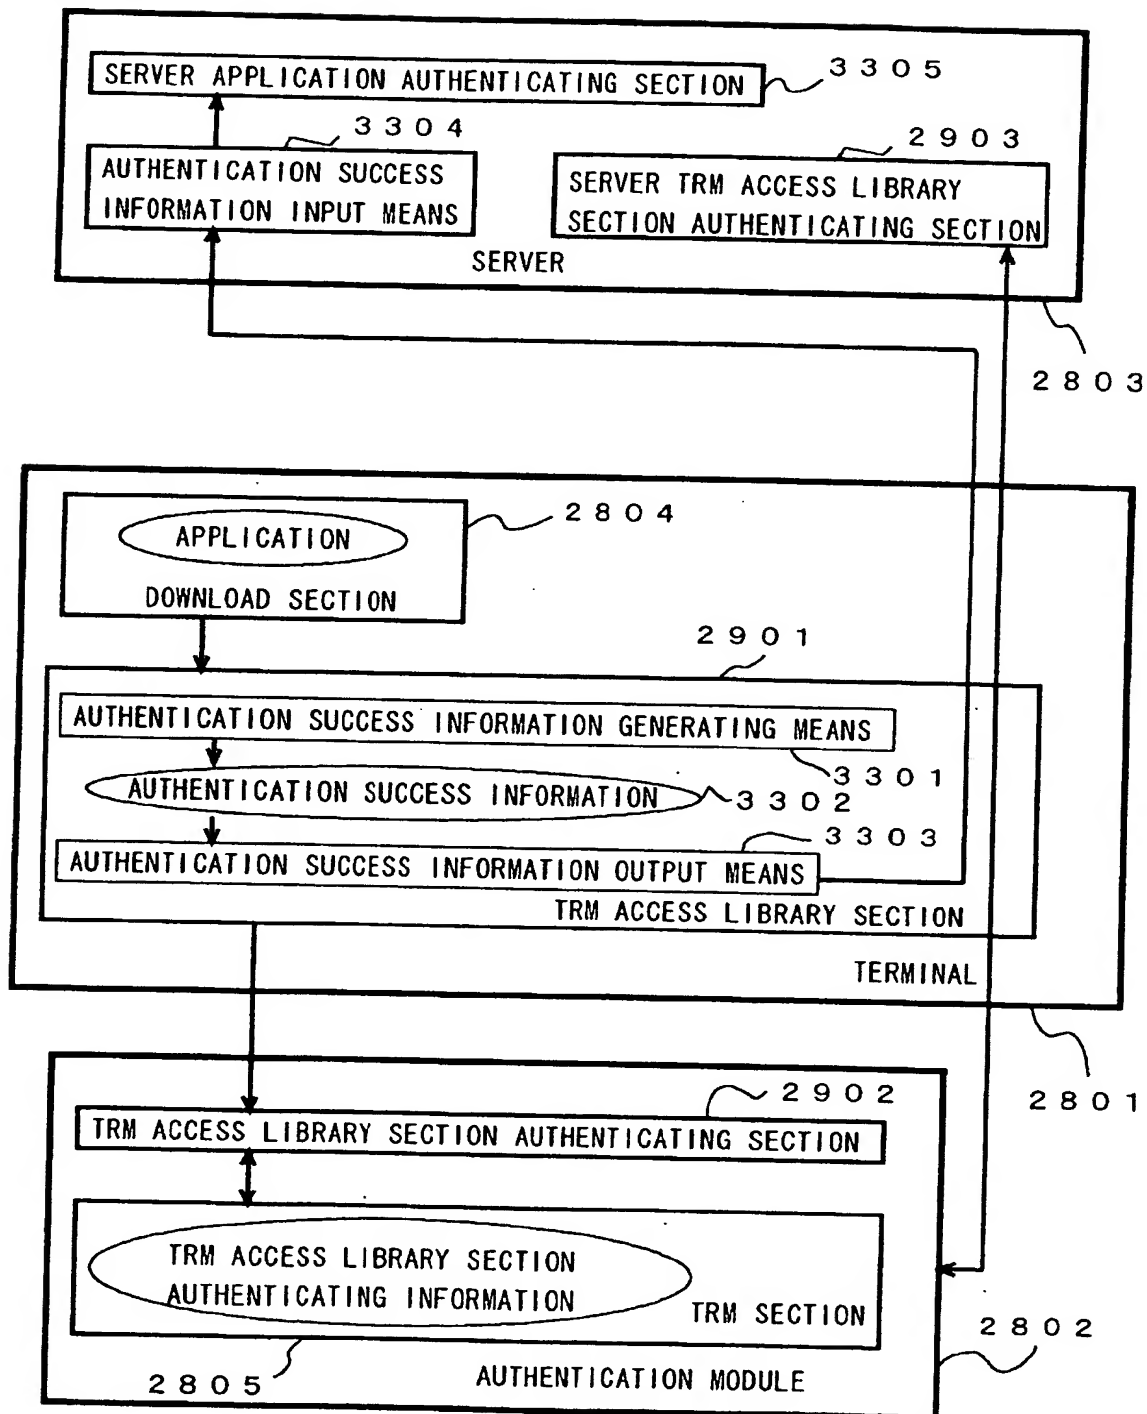 SERVER APPLICATION AUTHENTICATING SECTION
3305
3304
AUTHENTICATION SUCCESS
INFORMATION INPUT MEANS
2903
SERVER TRM ACCESS LIBRARY
SECTION AUTHENTICATING SECTION
SERVER
2803
APPLICATION
2804
DOWNLOAD SECTION
2901
AUTHENTICATION SUCCESS INFORMATION GENERATING MEANS
3301
AUTHENTICATION SUCCESS INFORMATION
3302
3303
AUTHENTICATION SUCCESS INFORMATION OUTPUT MEANS
TRM ACCESS LIBRARY SECTION
TERMINAL
2801
2902
TRM ACCESS LIBRARY SECTION AUTHENTICATING SECTION
TRM ACCESS LIBRARY SECTION
AUTHENTICATING INFORMATION
TRM SECTION
2802
2805
AUTHENTICATION MODULE